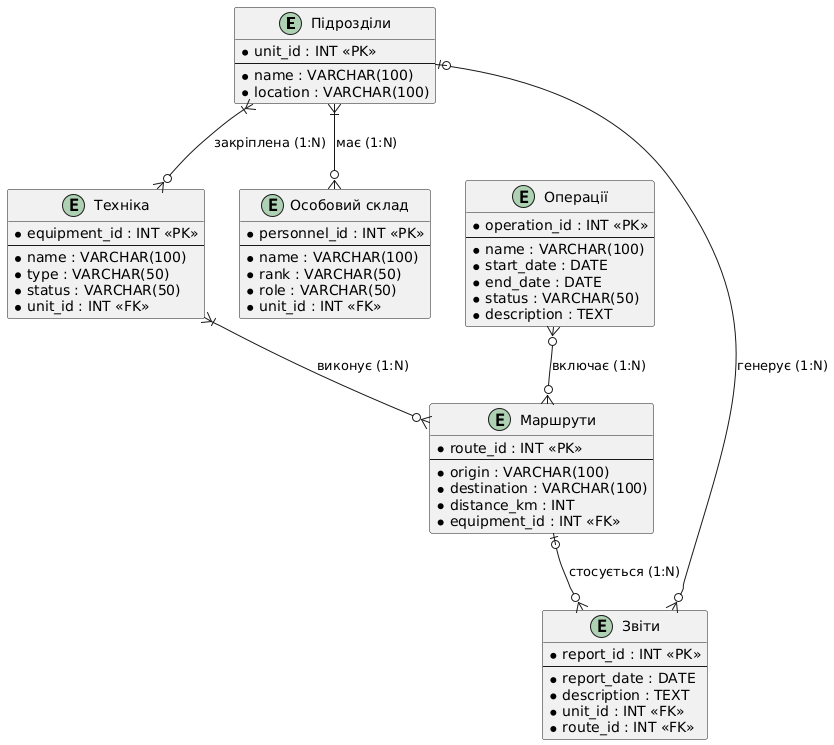 E Підрозділи
unit_id : INT «PK»
name : VARCHAR(100)
location : VARCHAR(100)
закріплена (1:N)
має (1:N)
E Техніка
equipment_id : INT «PK»
name : VARCHAR(100)
type : VARCHAR(50)
status : VARCHAR(50)
unit_id : INT «FK»
E Особовий склад
personnel_id : INT «PK»
name : VARCHAR(100)
rank : VARCHAR(50)
role : VARCHAR(50)
unit_id : INT «FK»
E Операції
operation_id : INT «PK»
name : VARCHAR(100)
start_date : DATE
end_date : DATE
status : VARCHAR(50)
description : TEXT
виконує (1:N)
включає (1:N)
генерує (1:N)
E Маршрути
route_id : INT «PK»
origin : VARCHAR(100)
destination : VARCHAR(100)
distance_km : INT
equipment_id : INT «FK»
стосується (1:N)
E Звіти
report_id : INT «PK»
report_date : DATE
description : TEXT
unit_id : INT «FK»
route_id : INT «FK»